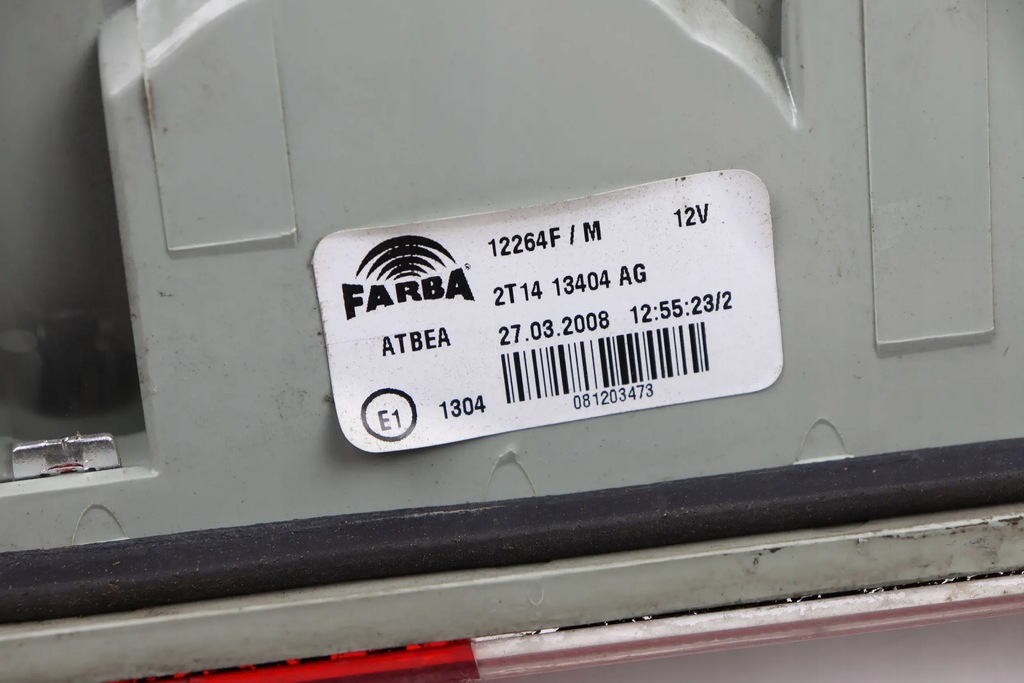 FARBA
12264F / M 12V
2T14 13404 AG
ATBEA 27.03.2008 12:55:23/2
E1 1304
081203473